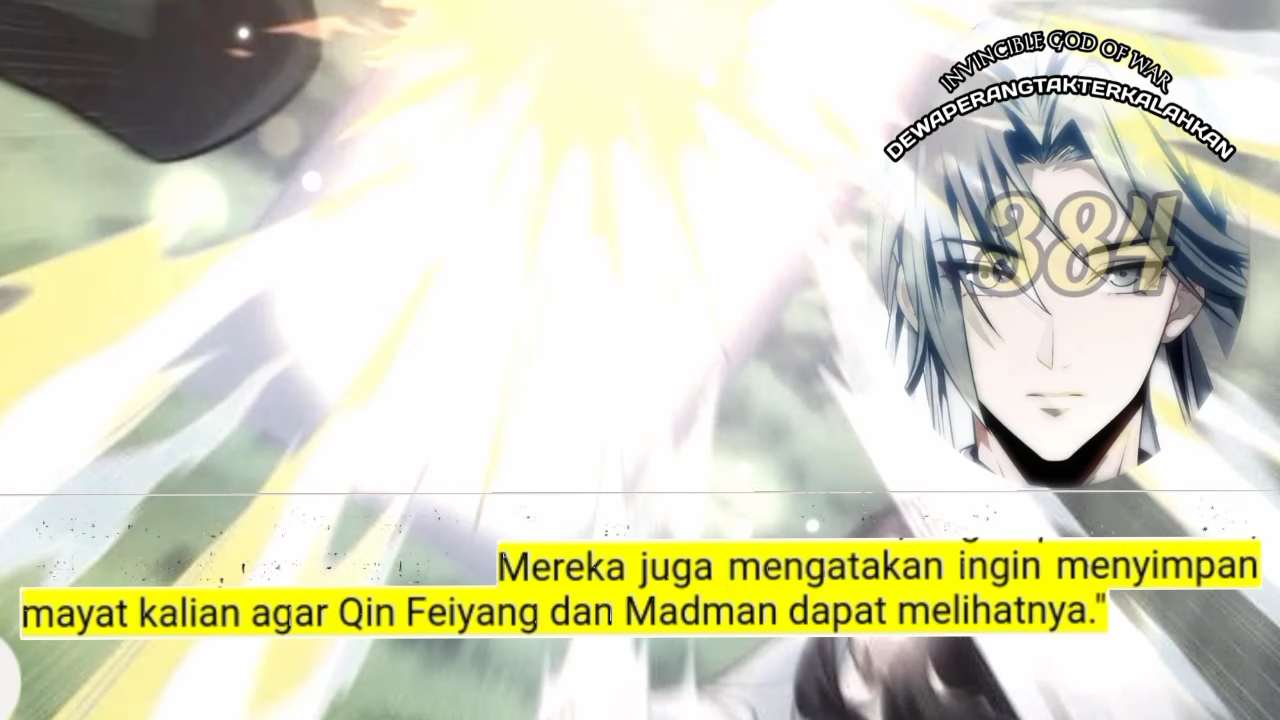 INVINCIBLE GOD OF WAR
DEWAPERANGTAKTERKALAHKAN
384
Mereka juga mengatakan ingin menyimpan
mayat kalian agar Qin Feiyang dan Madman dapat melihatnya."